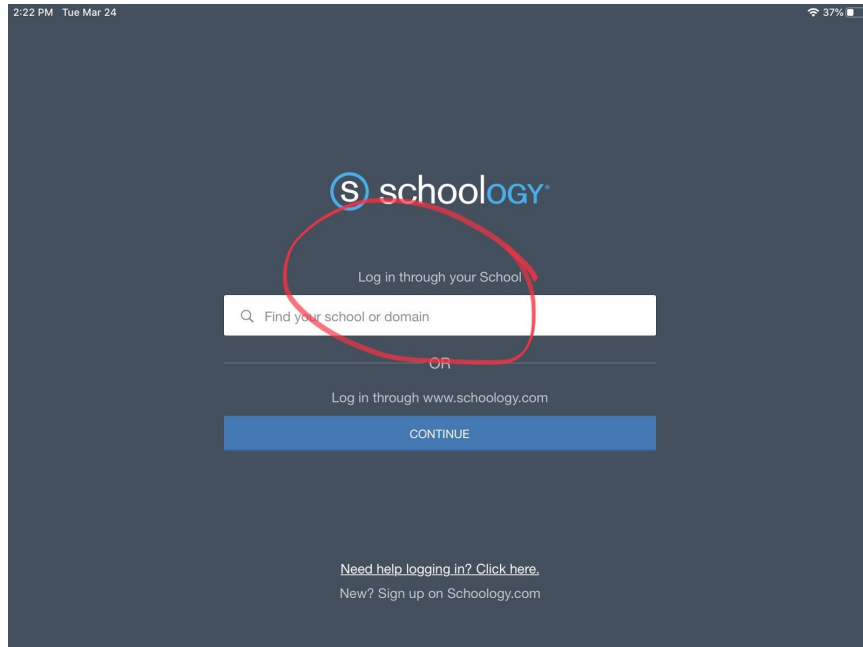 2:22 PM Tue Mar 24
37%
S schoology®
Log in through your School
Find your school or domain
OR
Log in through www.schoology.com
CONTINUE
Need help logging in? Click here.
New? Sign up on Schoology.com